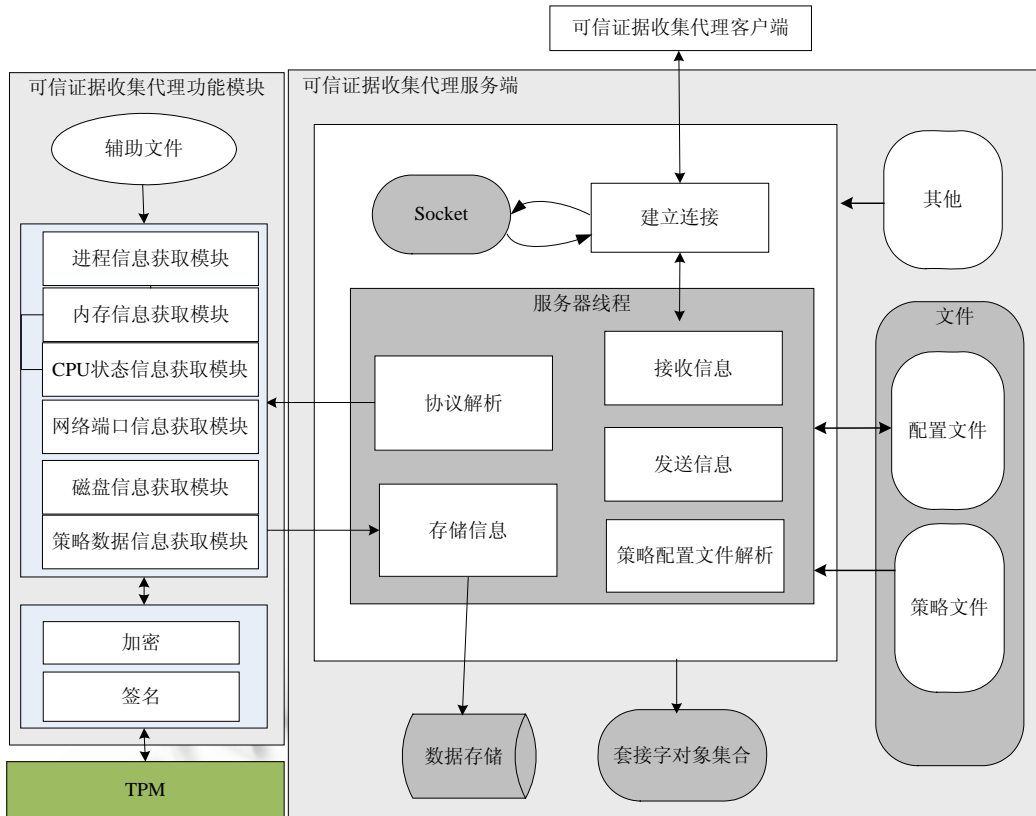 可信证据收集代理客户端
可信证据收集代理功能模块
辅助文件
进程信息获取模块
内存信息获取模块
CPU状态信息获取模块
网络端口信息获取模块
磁盘信息获取模块
策略数据信息获取模块
加密
签名
TPM
可信证据收集代理服务端
Socket
建立连接
服务器线程
协议解析
存储信息
接收信息
发送信息
策略配置文件解析
数据存储
套接字对象集合
其他
文件
配置文件
策略文件